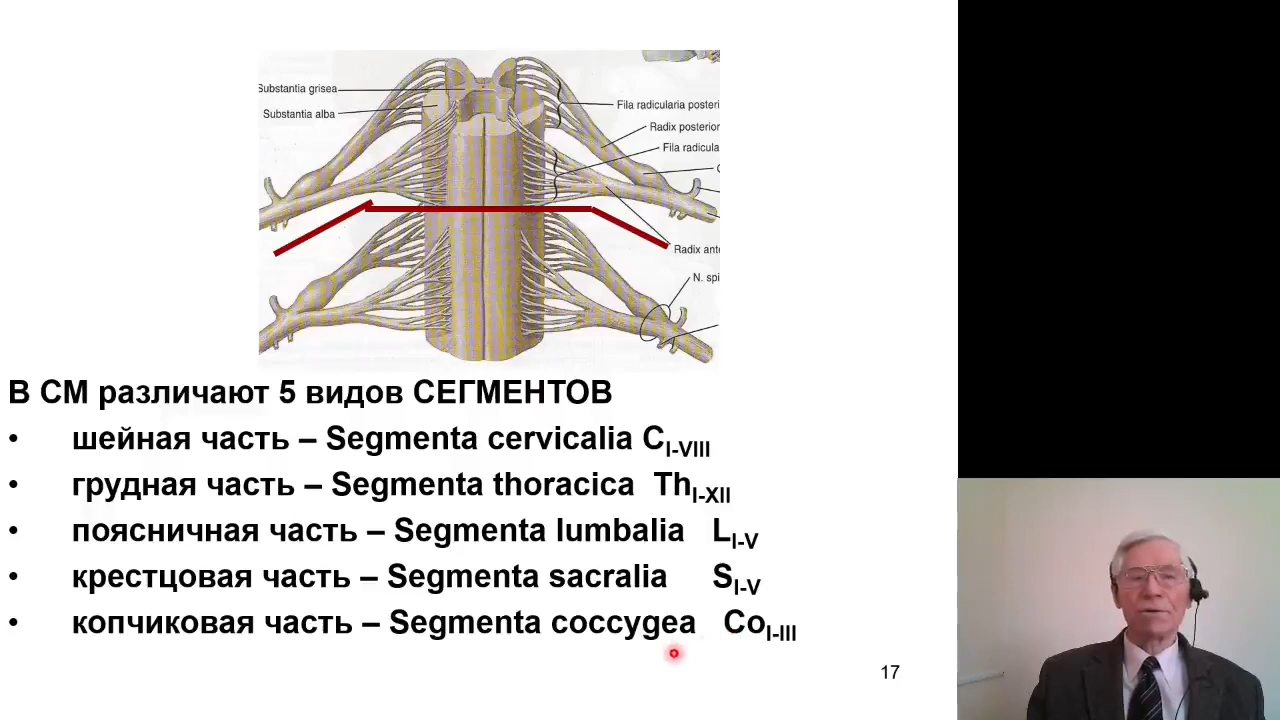 Substantia grisea
Substantia alba
Fila radicularia posteri
Radix posterior
Fila radicula
Radix ante
N. spi
В СМ различают 5 видов СЕГМЕНТОВ
• шейная часть – Segmenta cervicalia C I-VIII
• грудная часть – Segmenta thoracica Th I-XII
• поясничная часть – Segmenta lumbalia L I-V
• крестцовая часть – Segmenta sacralia S I-V
• копчиковая часть – Segmenta coccygea Co I-III
17